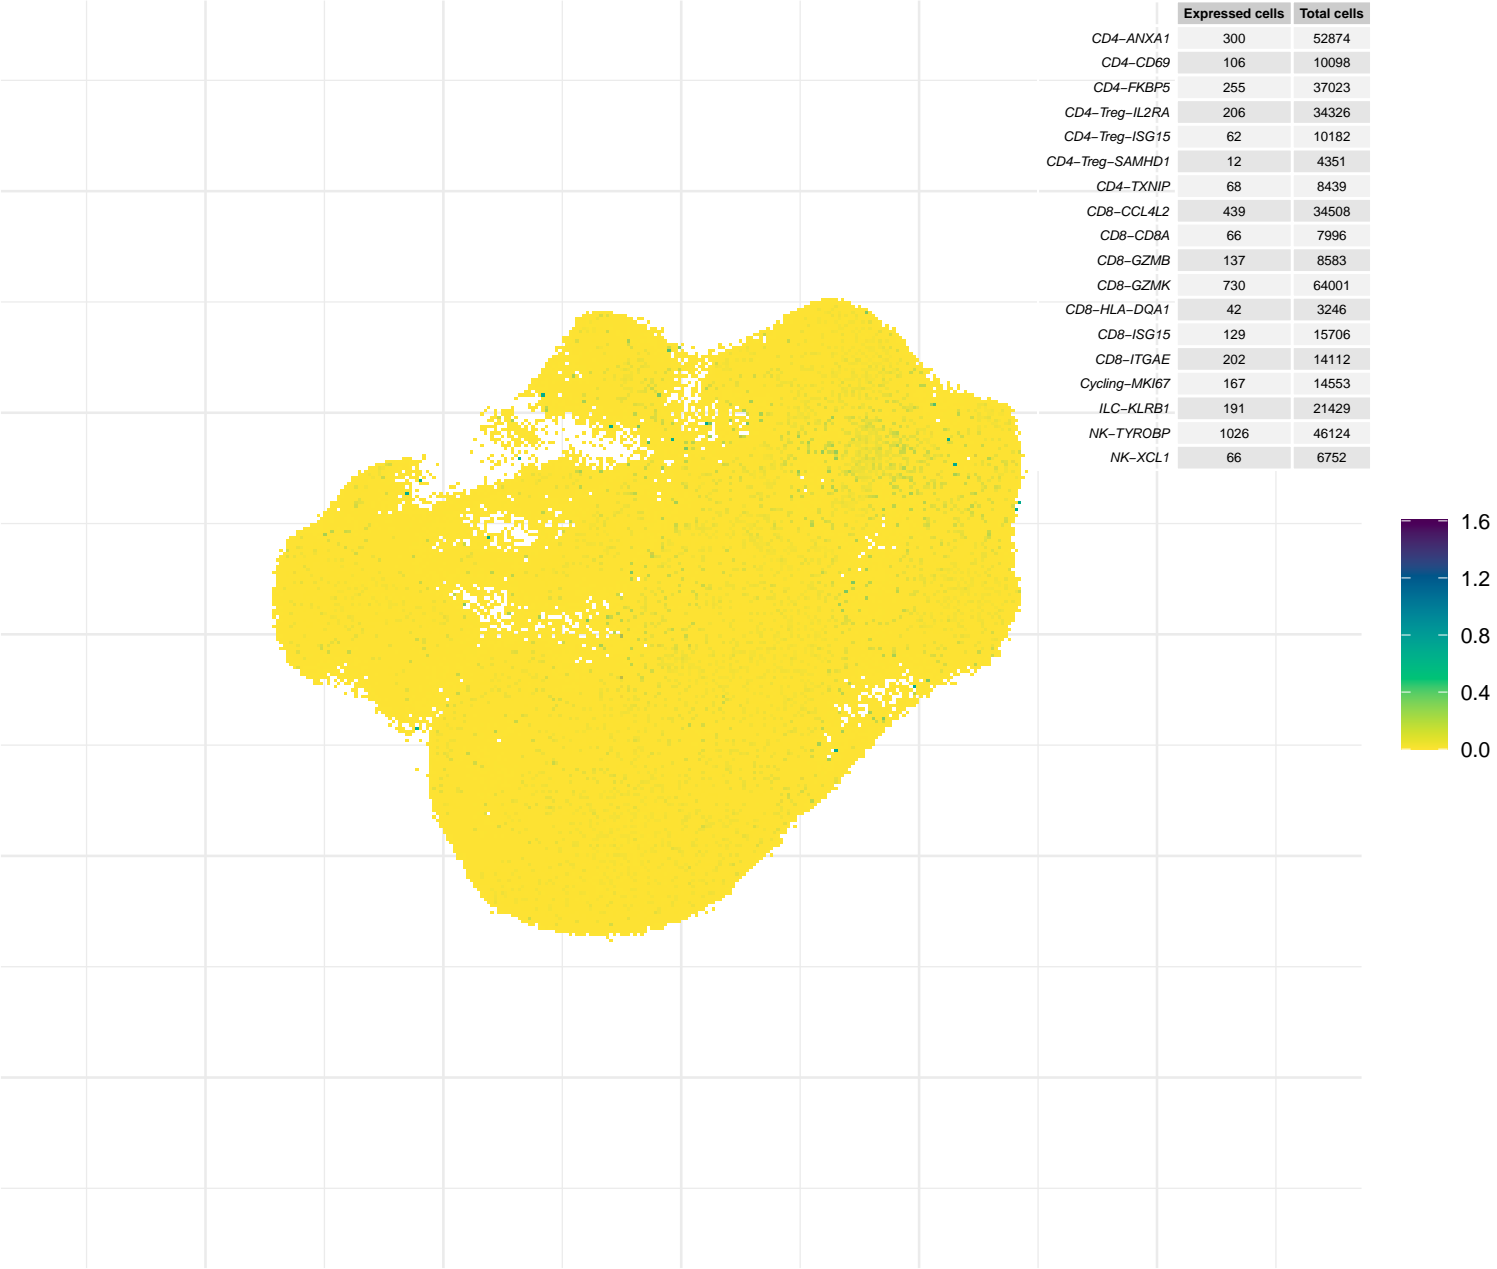 Expressed cells Total cells
CD4−ANXA1 300 52874
CD4−CD69 106 10098
CD4−FKBP5 255 37023
CD4−Treg−IL2RA 206 34326
CD4−Treg−ISG15 62 10182
CD4−Treg−SAMHD1 12 4351
CD4−TXNIP 68 8439
CD8−CCL4L2 439 34508
CD8−CD8A 66 7996
CD8−GZMB 137 8583
CD8−GZMK 730 64001
CD8−HLA−DQA1 42 3246
CD8−ISG15 129 15706
CD8−ITGAE 202 14112
Cycling−MKI67 167 14553
ILC−KLRB1 191 21429
NK−TYROBP 1026 46124
NK−XCL1 66 6752
1.6
1.2
0.8
0.4
0.0